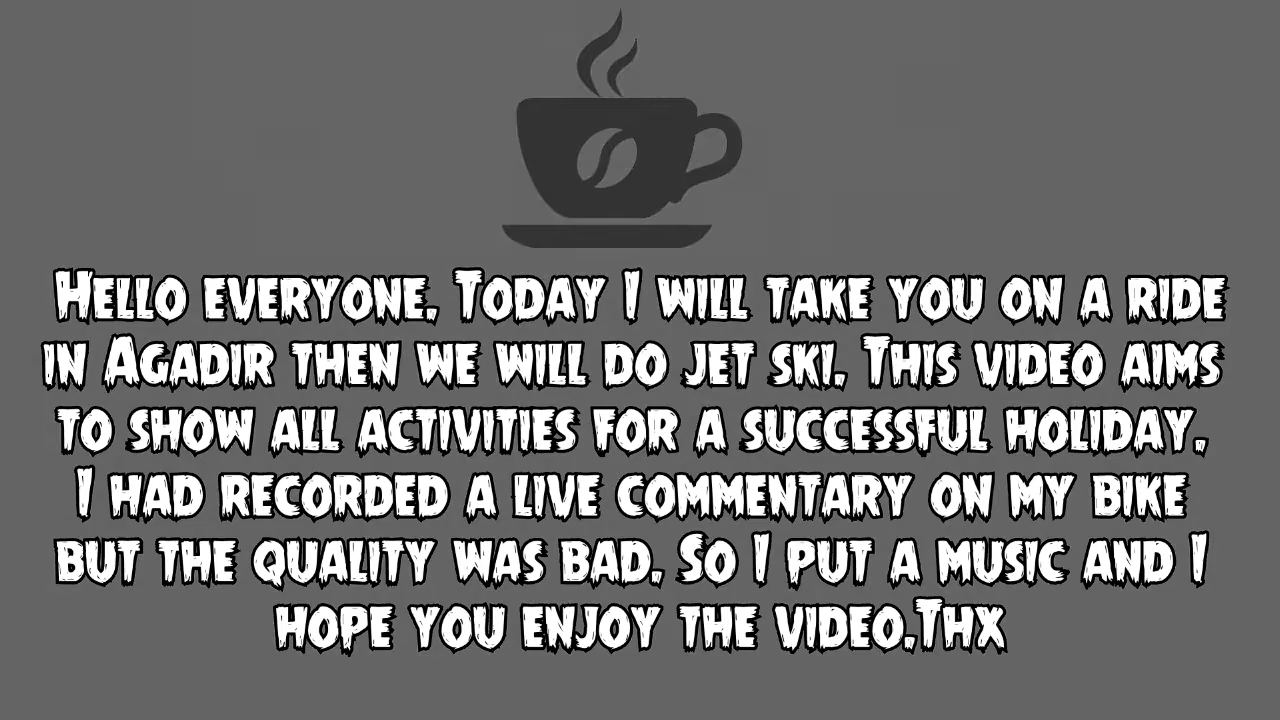 Hello everyone. Today I will take you on a ride
in Agadir then we will do jet ski. This video aims
to show all activities for a successful holiday.
I had recorded a live commentary on my bike
but the quality was bad. So I put a music and I
hope you enjoy the video.Thx